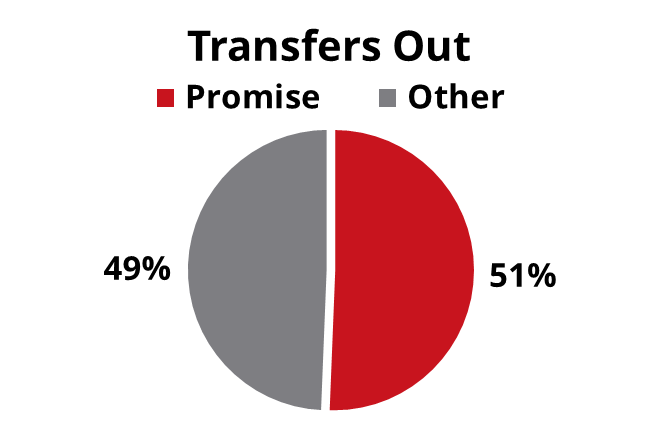 Transfers Out
Promise Other
49%
51%